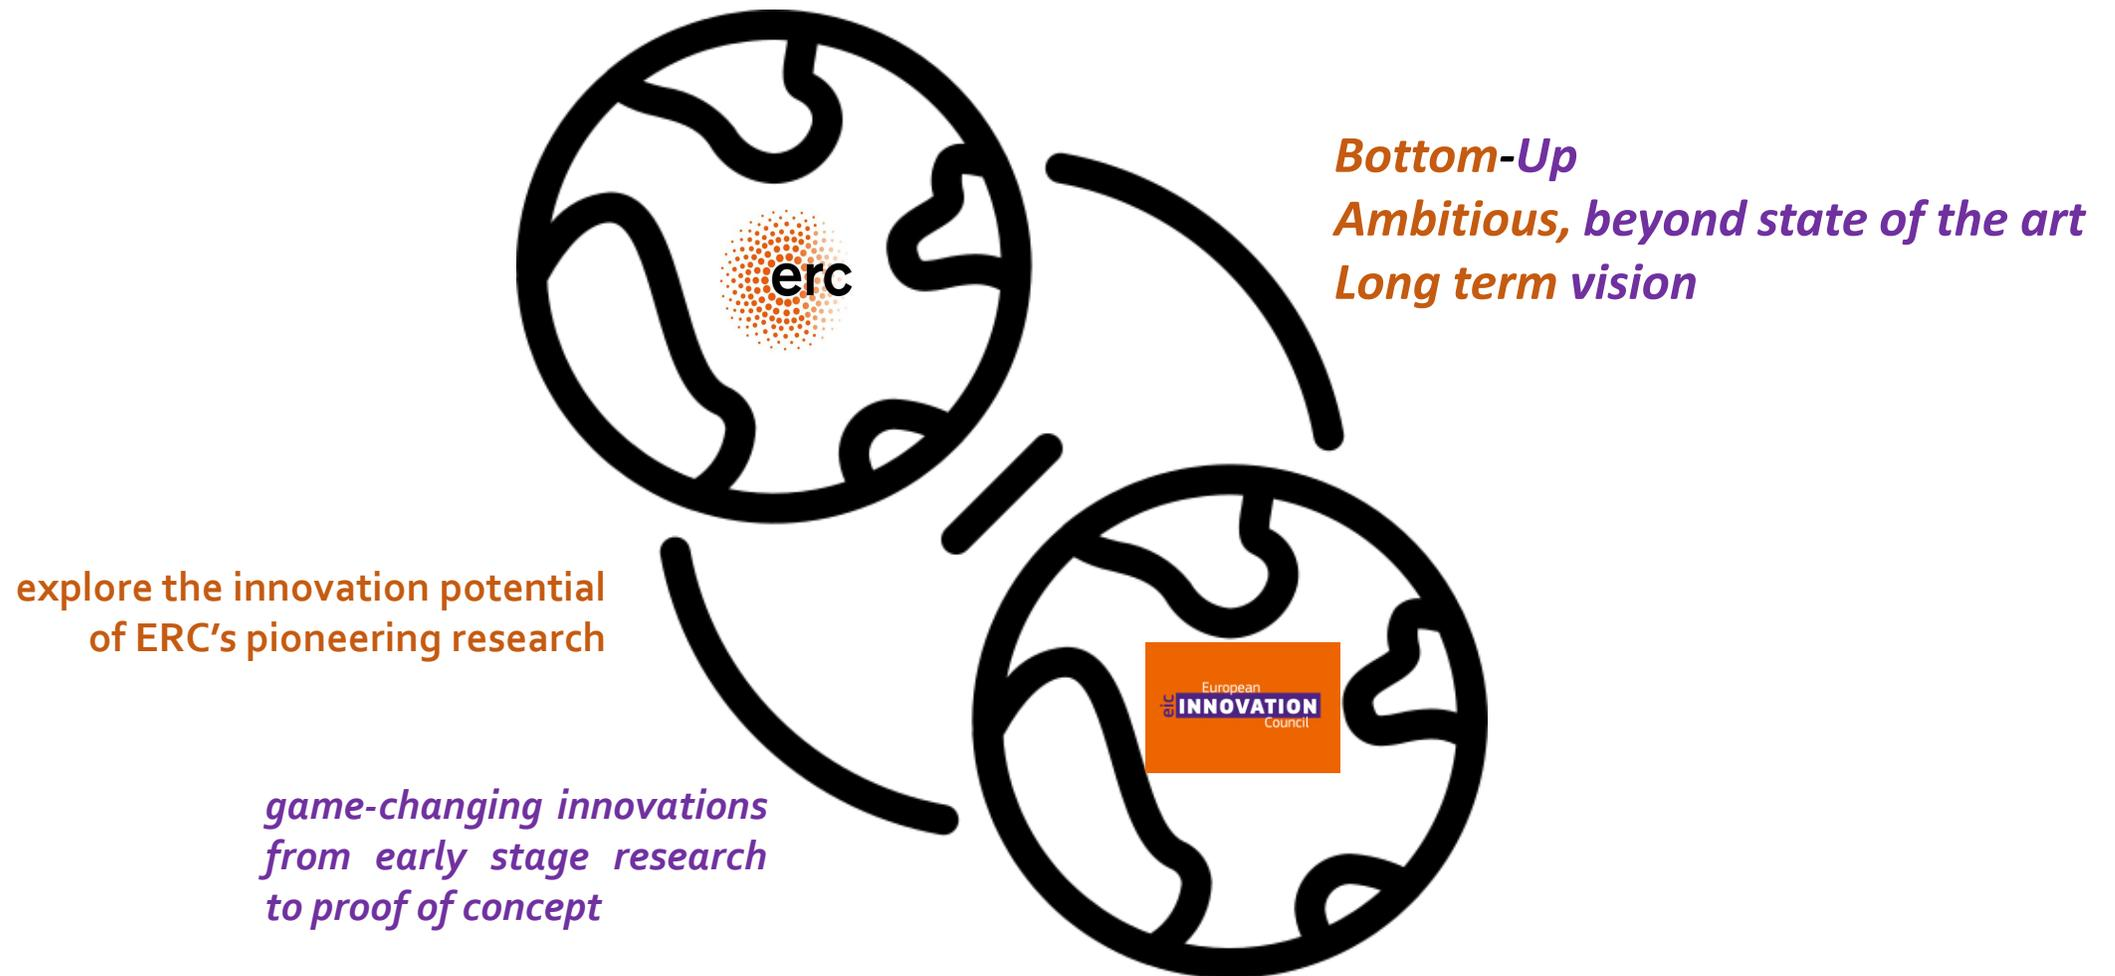 erc
Bottom-Up
Ambitious, beyond state of the art
Long term vision
explore the innovation potential
of ERC’s pioneering research
European
eic INNOVATION
Council
game-changing innovations
from early stage research
to proof of concept